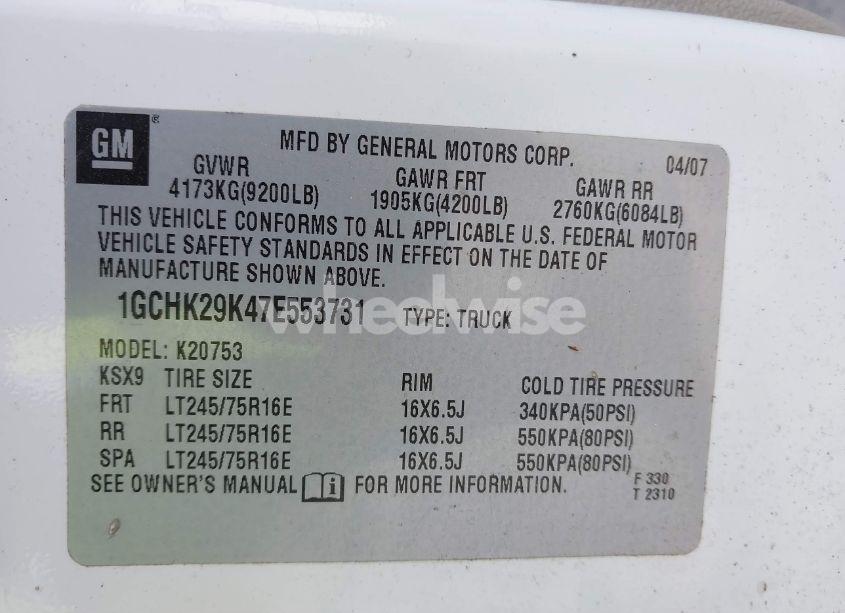 GM ®
MFD BY GENERAL MOTORS CORP. 04/07
GVWR GAWR FRT GAWR RR
4173KG(9200LB) 1905KG(4200LB) 2760KG(6084LB)
THIS VEHICLE CONFORMS TO ALL APPLICABLE U.S. FEDERAL MOTOR
VEHICLE SAFETY STANDARDS IN EFFECT ON THE DATE OF
MANUFACTURE SHOWN ABOVE.
1GCHK29K47E553731 TYPE: TRUCK
wheelwise
MODEL: K20753
KSX9 TIRE SIZE RIM COLD TIRE PRESSURE
FRT LT245/75R16E 16X6.5J 340KPA(50PSI)
RR LT245/75R16E 16X6.5J 550KPA(80PSI)
SPA LT245/75R16E 16X6.5J 550KPA(80PSI)
SEE OWNER'S MANUAL i FOR MORE INFORMATION. F 330
T 2310